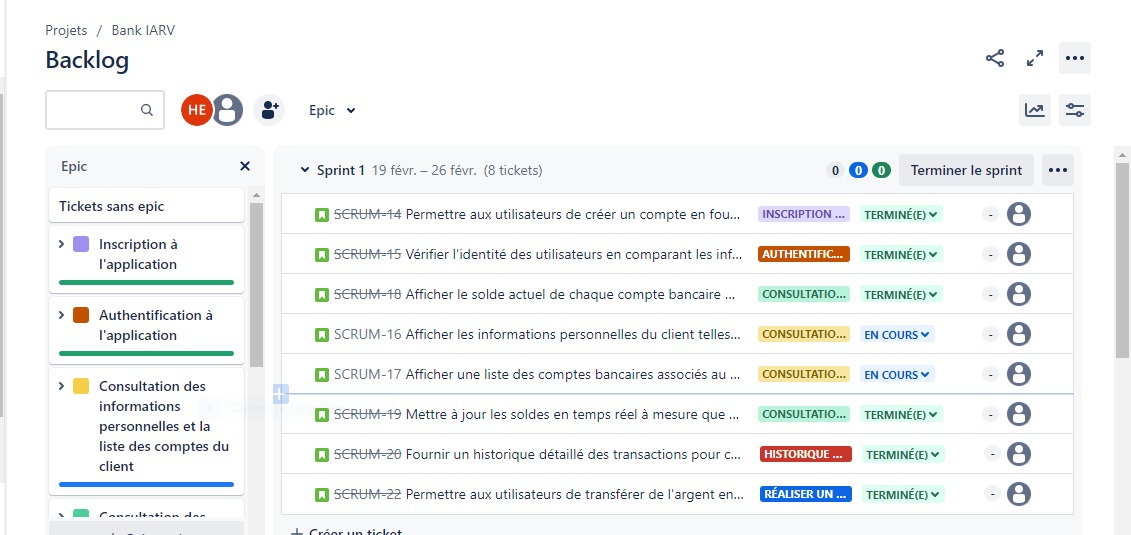 Projets / Bank IARV
Backlog
HE
Epic
Epic
Tickets sans epic
Inscription à
l'application
Authentification à
l'application
Consultation des
informations
personnelles et la
liste des comptes du
client
Consultation des
Sprint 1 19 févr. – 26 févr. (8 tickets)
0 0 0
Terminer le sprint
SCRUM-14 Permettre aux utilisateurs de créer un compte en fou... INSCRIPTION ... TERMINÉ(E) -
SCRUM-15 Vérifier l'identité des utilisateurs en comparant les inf... AUTHENTIFIC... TERMINÉ(E) -
SCRUM-18 Afficher le solde actuel de chaque compte bancaire ... CONSULTATIO... TERMINÉ(E) -
SCRUM-16 Afficher les informations personnelles du client telles... CONSULTATIO... EN COURS -
SCRUM-17 Afficher une liste des comptes bancaires associés au ... CONSULTATIO... EN COURS -
SCRUM-19 Mettre à jour les soldes en temps réel à mesure que ... CONSULTATIO... TERMINÉ(E) -
SCRUM-20 Fournir un historique détaillé des transactions pour c... HISTORIQUE ... TERMINÉ(E) -
SCRUM-22 Permettre aux utilisateurs de transférer de l'argent en... RÉALISER UN ... TERMINÉ(E) -
+ Créer un ticket